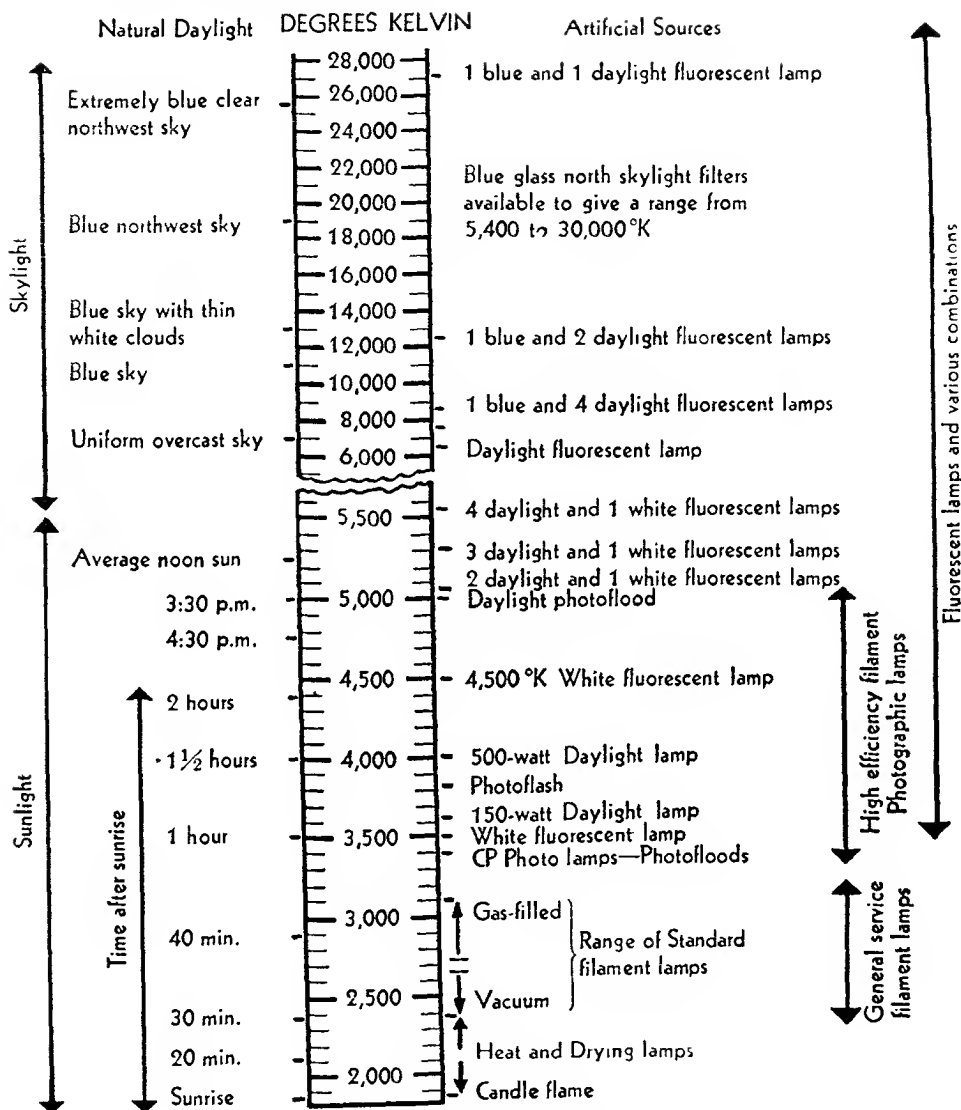 Natural Daylight
DEGREES KELVIN
Artificial Sources
28,000
1 blue and 1 daylight fluorescent lamp
Extremely blue clear
northwest sky
26,000
24,000
22,000
Blue glass north skylight filters
available to give a range from
5,400 to 30,000°K
20,000
Blue northwest sky
18,000
16,000
Blue sky with thin
white clouds
14,000
1 blue and 2 daylight fluorescent lamps
12,000
Blue sky
10,000
1 blue and 4 daylight fluorescent lamps
8,000
Uniform overcast sky
Daylight fluorescent lamp
6,000
Skylight
5,500
4 daylight and 1 white fluorescent lamps
Average noon sun
3 daylight and 1 white fluorescent lamps
2 daylight and 1 white fluorescent lamps
3:30 p.m.
5,000
Daylight photoflood
4:30 p.m.
4,500
4,500°K White fluorescent lamp
2 hours
1½ hours
4,000
500-watt Daylight lamp
Photoflash
150-watt Daylight lamp
1 hour
3,500
White fluorescent lamp
CP Photo lamps—Photofloods
3,000
Gas-filled
40 min.
Range of Standard
filament lamps
2,500
Vacuum
30 min.
20 min.
Heat and Drying lamps
2,000
Sunrise
Candle flame
Sunlight
Time after sunrise
Fluorescent lamps and various combinations
High efficiency filament
Photographic lamps
General service
filament lamps